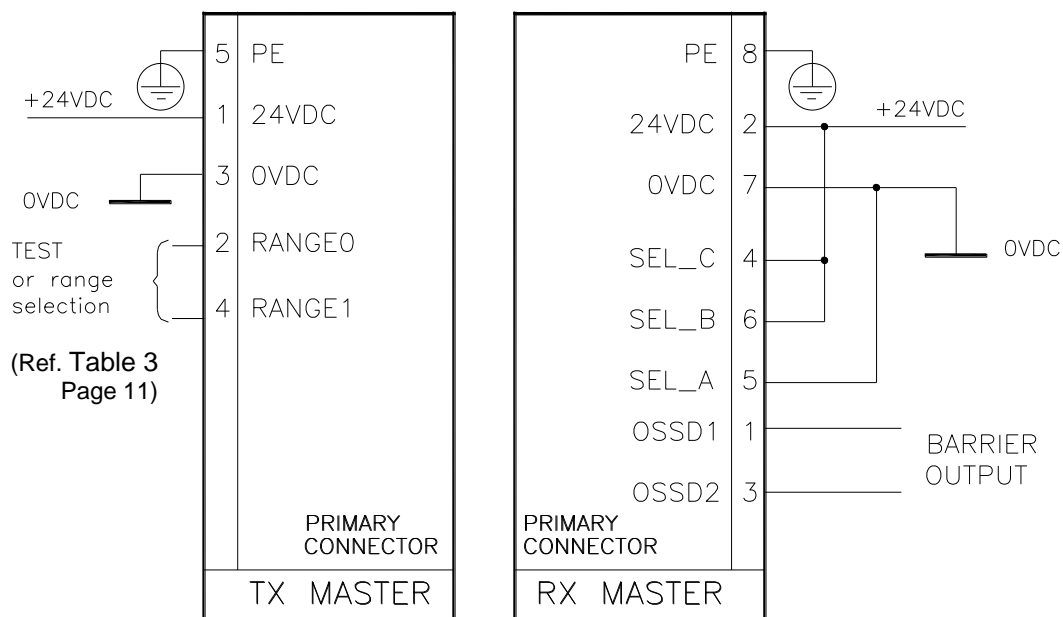 5 PE
+24VDC
1 24VDC
3 0VDC
0VDC
2 RANGE0
TEST
or range
selection
4 RANGE1
(Ref. Table 3
Page 11)
PRIMARY
CONNECTOR
TX MASTER
PE 8
24VDC 2
+24VDC
0VDC 7
0VDC
SEL_C 4
SEL_B 6
SEL_A 5
OSSD1 1
BARRIER
OUTPUT
OSSD2 3
PRIMARY
CONNECTOR
RX MASTER